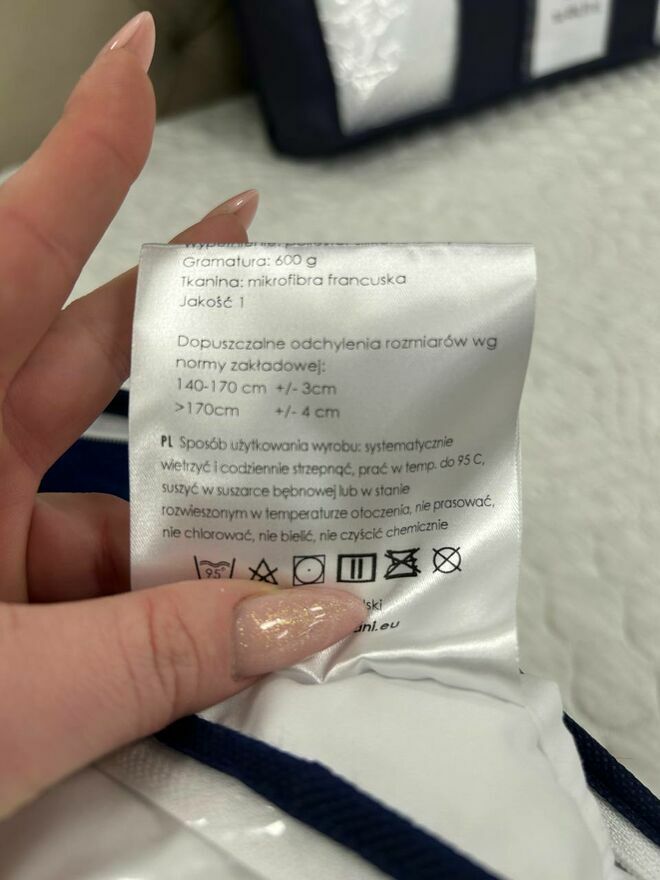 Gramatura: 600 g
Tkanina: mikrofibra francuska
Jakość 1
Dopuszczalne odchylenia rozmiarów wg
normy zakładowej:
140-170 cm +/- 3cm
>170cm +/- 4 cm
PL Sposób użytkowania wyrobu: systematycznie
wietrzyć i codziennie strzepnąć, prać w temp. do 95 C,
suszyć w suszarce bębnowej lub w stanie
rozwieszonym w temperaturze otoczenia, nie prasować,
nie chlorować, nie bielić, nie czyścić chemicznie
95°